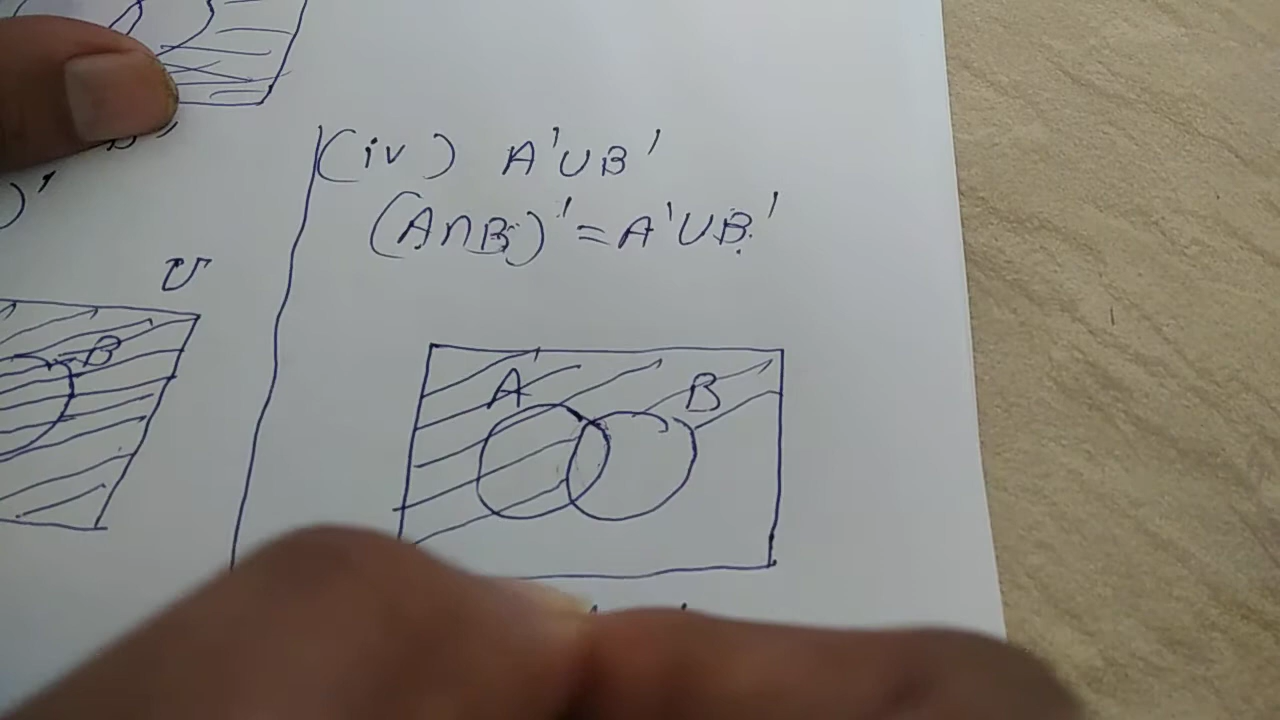 )'
U
B
(iv) A'UB'
(A∩B)' = A'UB'
A
B